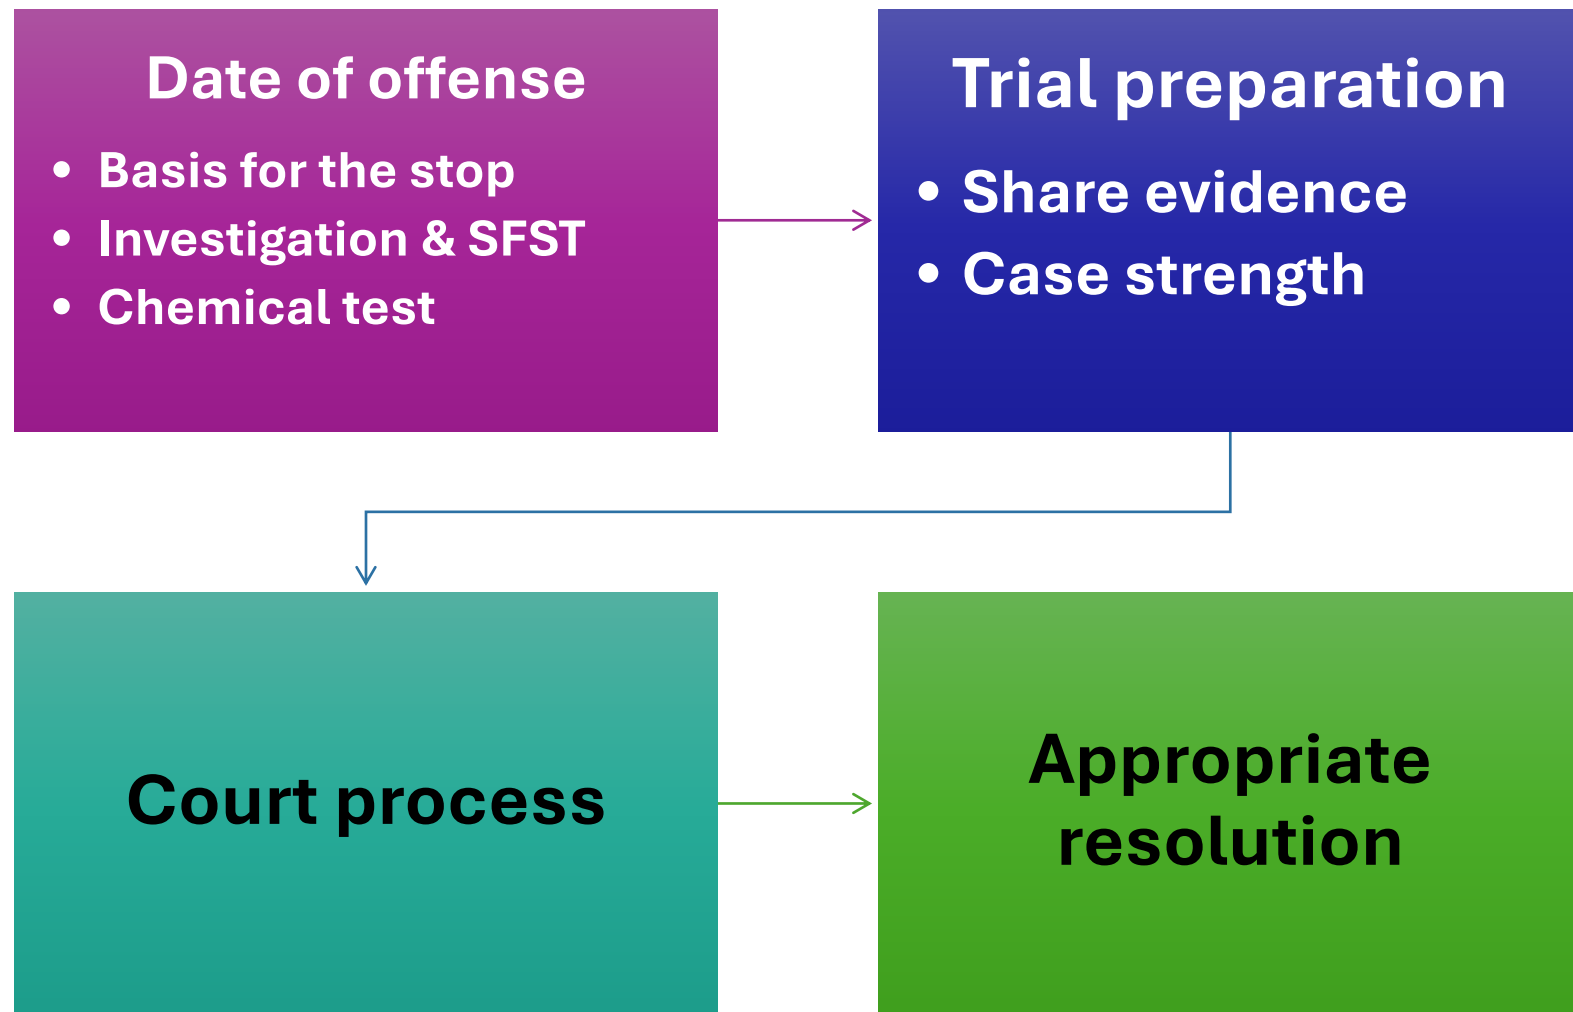 Date of offense
• Basis for the stop
• Investigation & SFST
• Chemical test
Trial preparation
• Share evidence
• Case strength
Court process
Appropriate
resolution